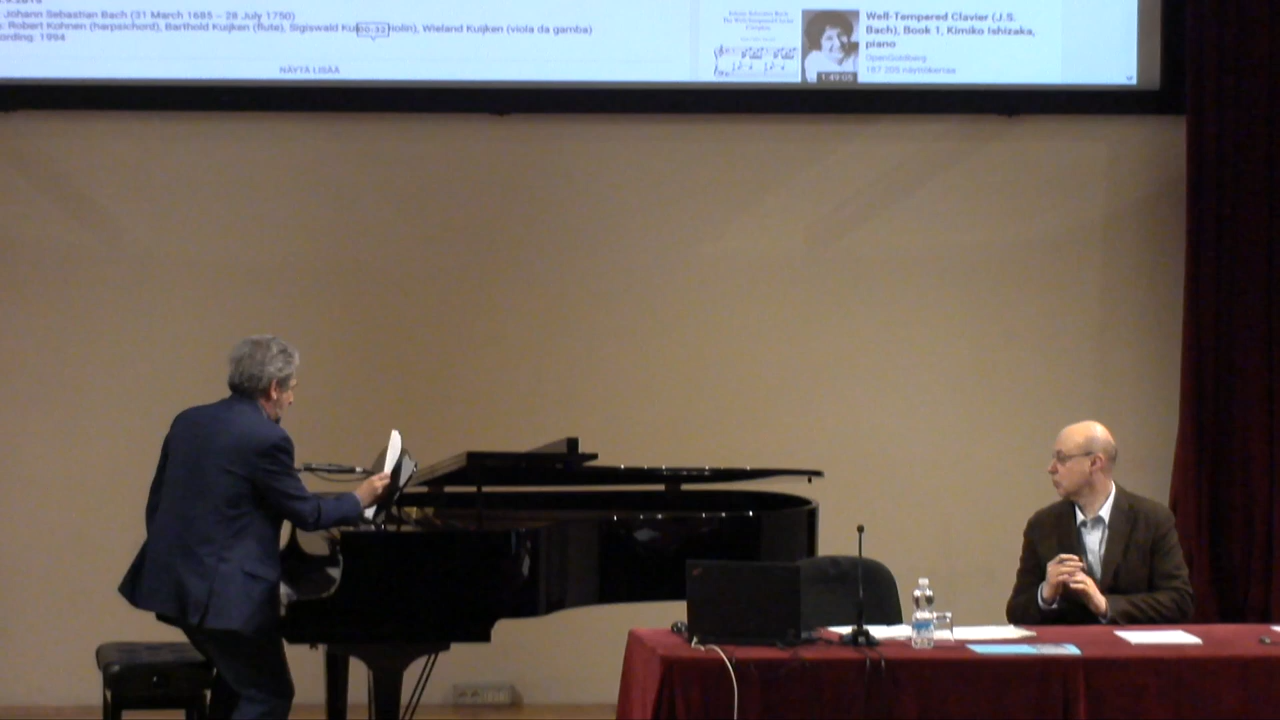 Johann Sebastian Bach (31 March 1685 – 28 July 1750)
: Robert Kohnen (harpsichord), Barthold Kuijken (flute), Sigiswald Ku 00:32 iolin), Wieland Kuijken (viola da gamba)
ording: 1994
NÄYTÄ LISÄÄ
1:49:05
Well-Tempered Clavier (J.S.
Bach), Book 1, Kimiko Ishizaka,
piano
OpenGoldberg
187 205 näyttökertaa